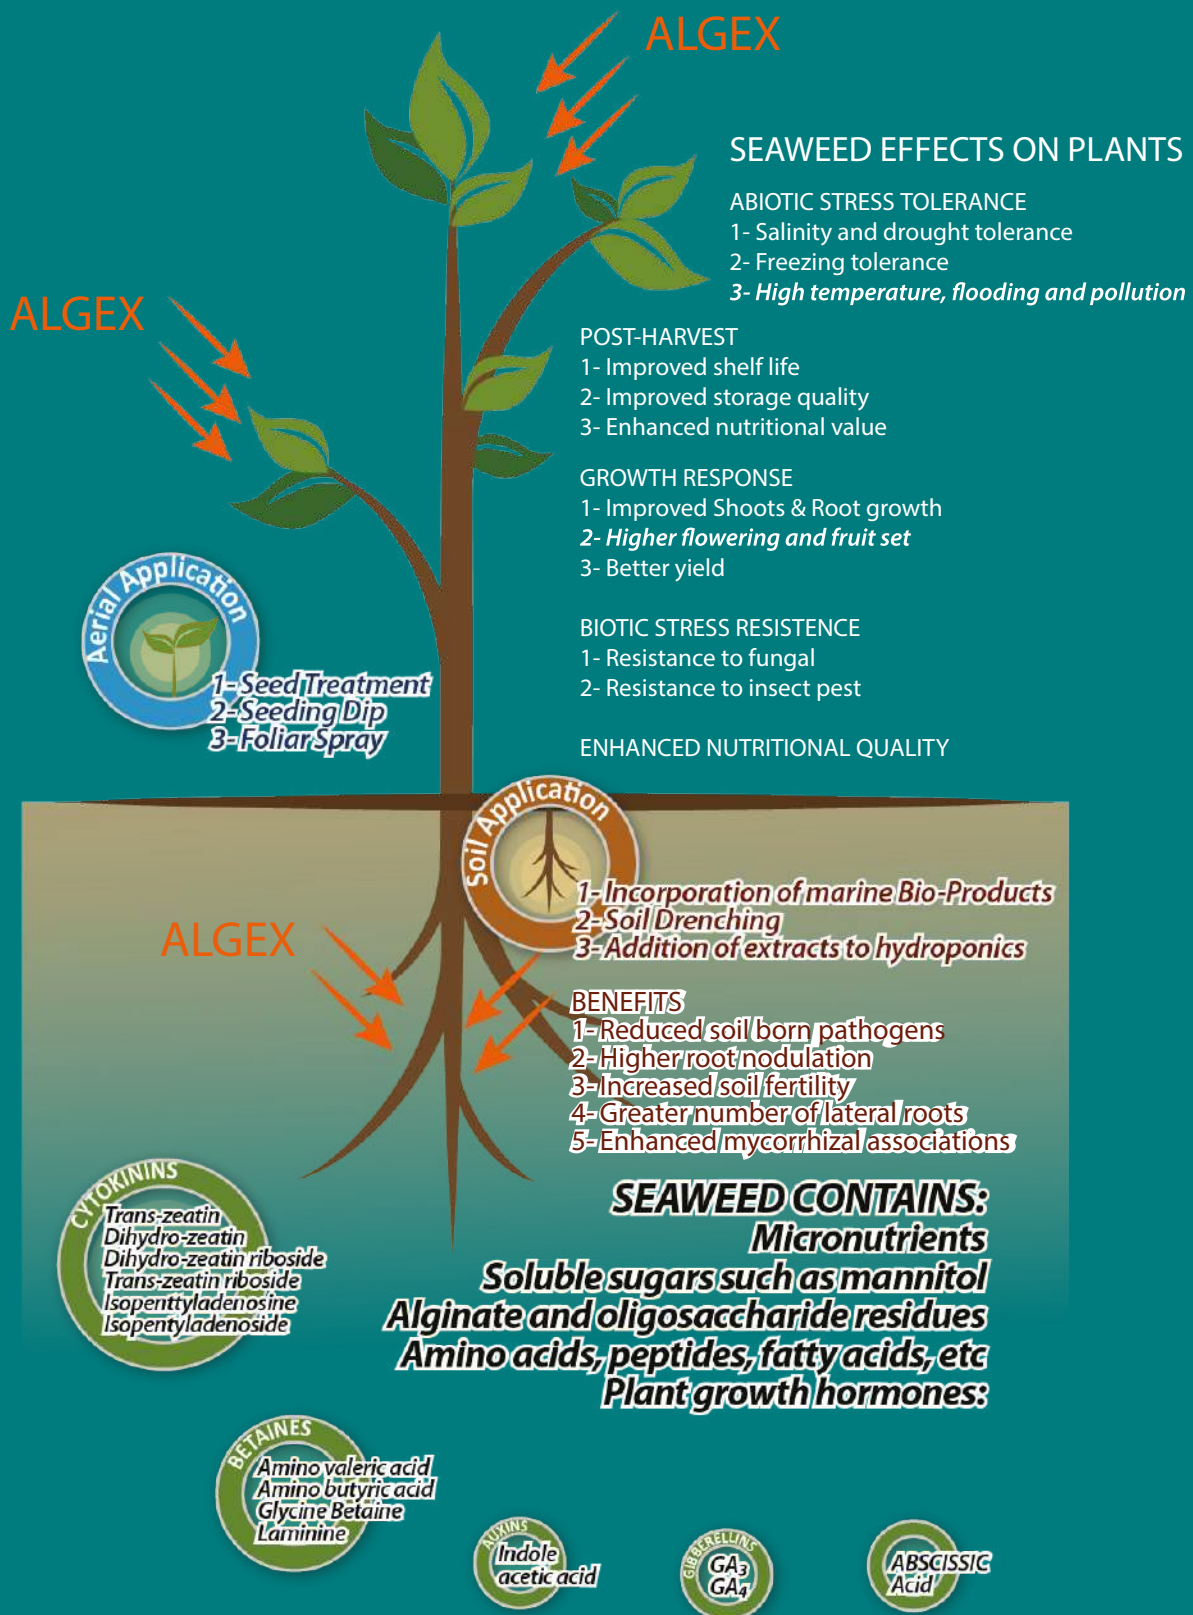 ALGEX
SEAWEED EFFECTS ON PLANTS
ABIOTIC STRESS TOLERANCE
1- Salinity and drought tolerance
2- Freezing tolerance
3- High temperature, flooding and pollution
ALGEX
POST-HARVEST
1- Improved shelf life
2- Improved storage quality
3- Enhanced nutritional value
GROWTH RESPONSE
1- Improved Shoots & Root growth
2- Higher flowering and fruit set
3- Better yield
BIOTIC STRESS RESISTENCE
1- Resistance to fungal
2- Resistance to insect pest
ENHANCED NUTRITIONAL QUALITY
Aerial Application
1- Seed Treatment
2- Seeding Dip
3- Foliar Spray
Soil Application
1- Incorporation of marine Bio-Products
2- Soil Drenching
3- Addition of extracts to hydroponics
ALGEX
BENEFITS
1- Reduced soil born pathogens
2- Higher root nodulation
3- Increased soil fertility
4- Greater number of lateral roots
5- Enhanced mycorrhizal associations
SEAWEED CONTAINS:
Micronutrients
Soluble sugars such as mannitol
Alginate and oligosaccharide residues
Amino acids, peptides, fatty acids, etc
Plant growth hormones:
CYTOKININS
Trans-zeatin
Dihydro-zeatin
Dihydro-zeatin riboside
Trans-zeatin riboside
Isopenttyladenosine
Isopentyladenoside
BETAINES
Amino valeric acid
Amino butyric acid
Glycine Betaine
Laminine
AUXINS
Indole
acetic acid
GIBBERELLINS
GA3
GA4
ABSCISSIC
Acid